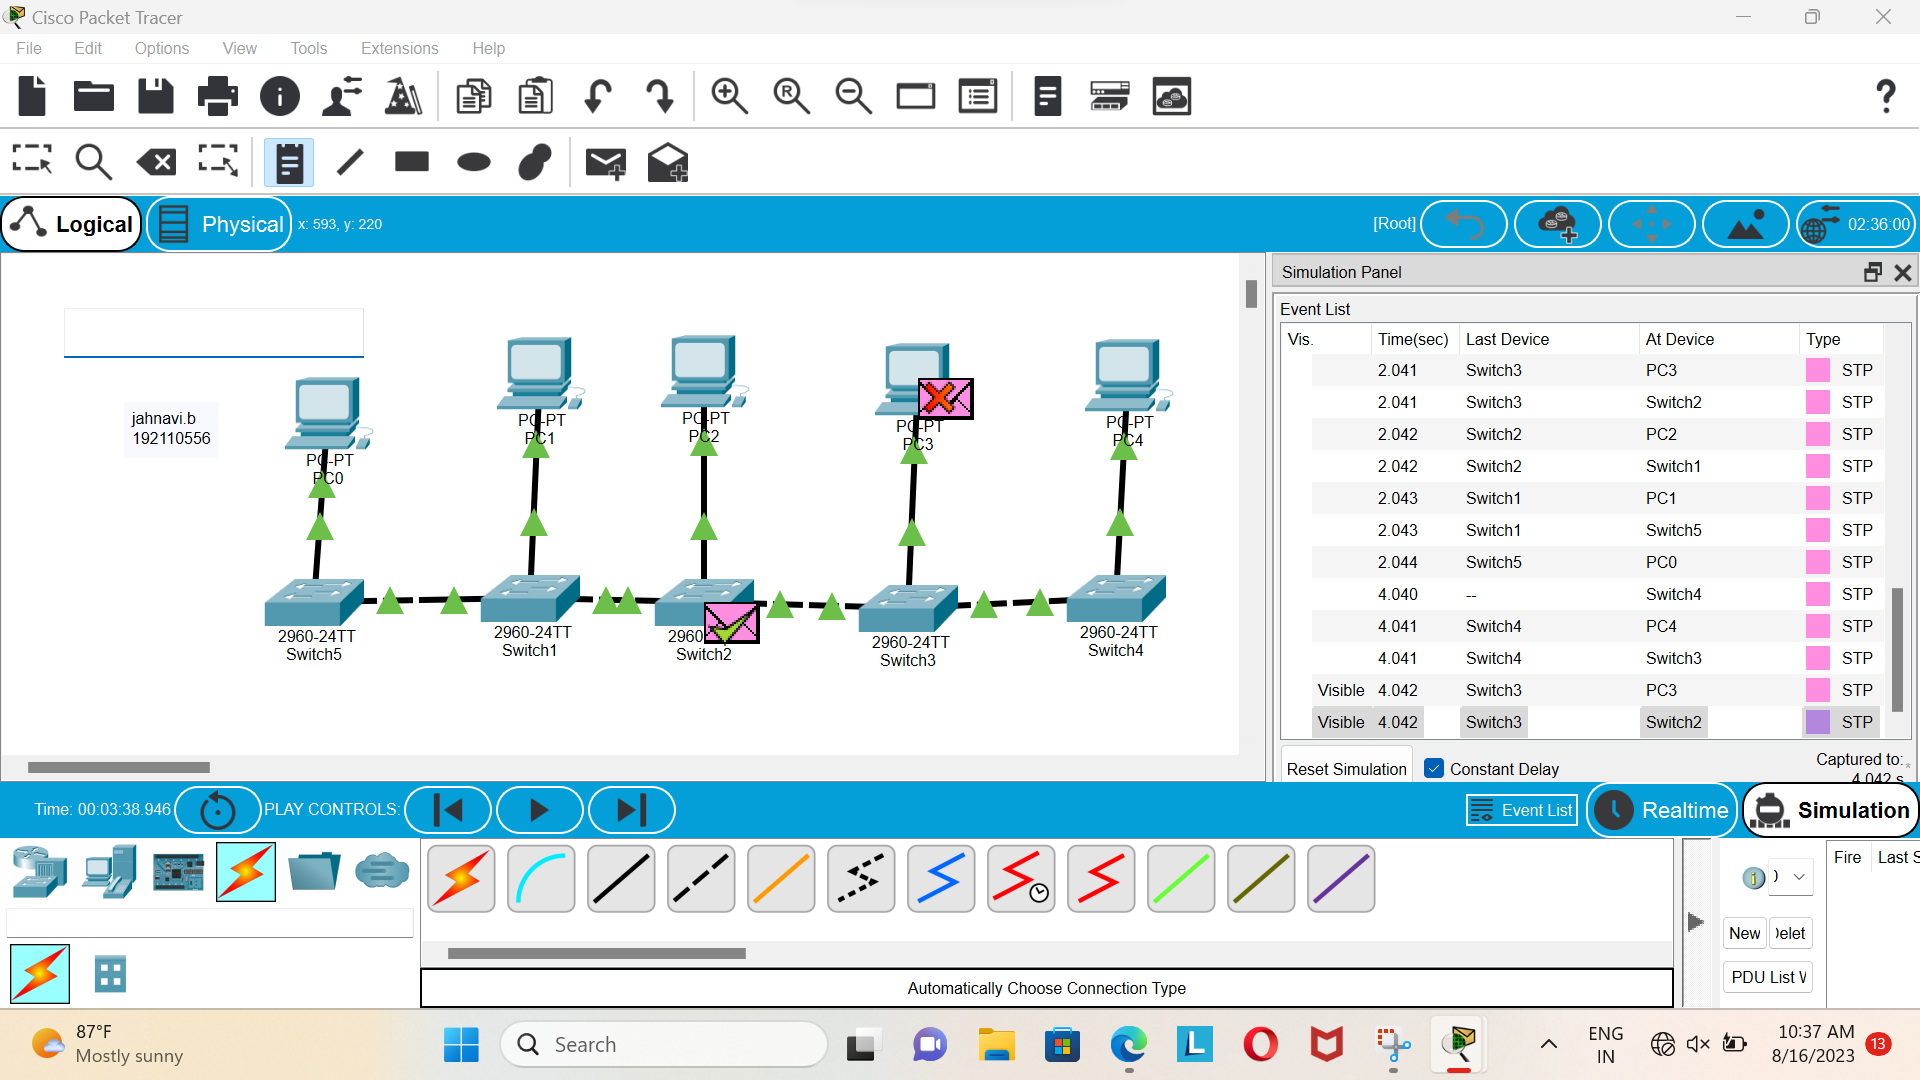 Cisco Packet Tracer
File Edit Options View Tools Extensions Help
Logical Physical x: 593, y: 220 [Root] 02:36:00
Simulation Panel
Event List
Vis. Time(sec) Last Device At Device Type
2.041 Switch3 PC3 STP
2.041 Switch3 Switch2 STP
2.042 Switch2 PC2 STP
2.042 Switch2 Switch1 STP
2.043 Switch1 PC1 STP
2.043 Switch1 Switch5 STP
2.044 Switch5 PC0 STP
4.040 -- Switch4 STP
4.041 Switch4 PC4 STP
4.041 Switch4 Switch3 STP
Visible 4.042 Switch3 PC3 STP
Visible 4.042 Switch3 Switch2 STP
Reset Simulation Constant Delay Captured to:
4.042 s
jahnavi.b
192110556
PC-PT
PC0
PC-PT
PC1
PC-PT
PC2
PC-PT
PC3
PC-PT
PC4
2960-24TT
Switch5
2960-24TT
Switch1
2960
Switch2
2960-24TT
Switch3
2960-24TT
Switch4
Time: 00:03:38.946 PLAY CONTROLS: Event List Realtime Simulation
Fire Last S
New elet
PDU List
Automatically Choose Connection Type
87°F
Mostly sunny
Search
ENG
IN
10:37 AM
8/16/2023
13